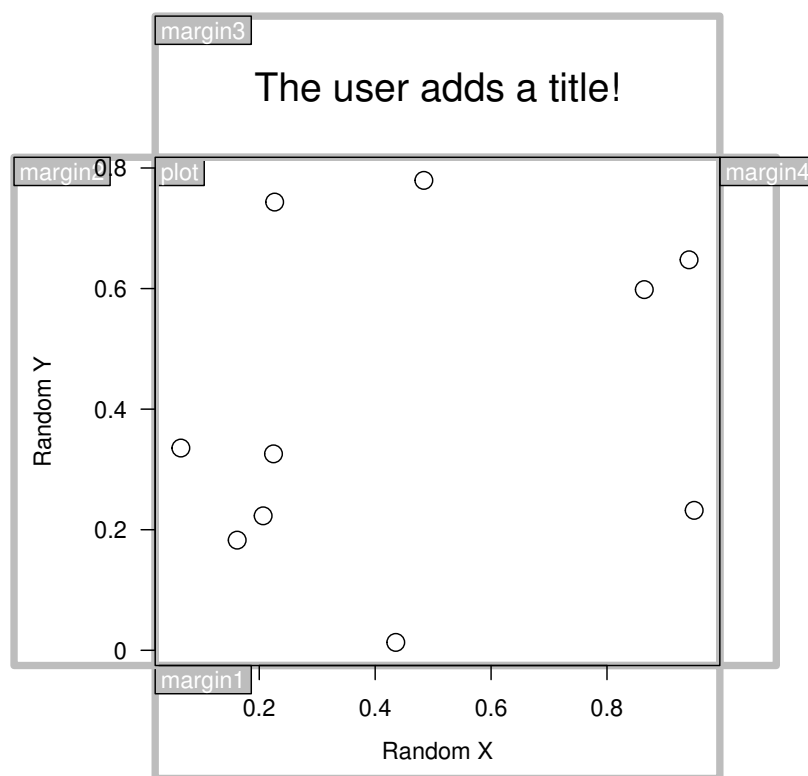 margin3
The user adds a title!
margin2
0.8
plot
margin4
0.6
0.4
0.2
0
Random Y
margin1
0.2 0.4 0.6 0.8
Random X